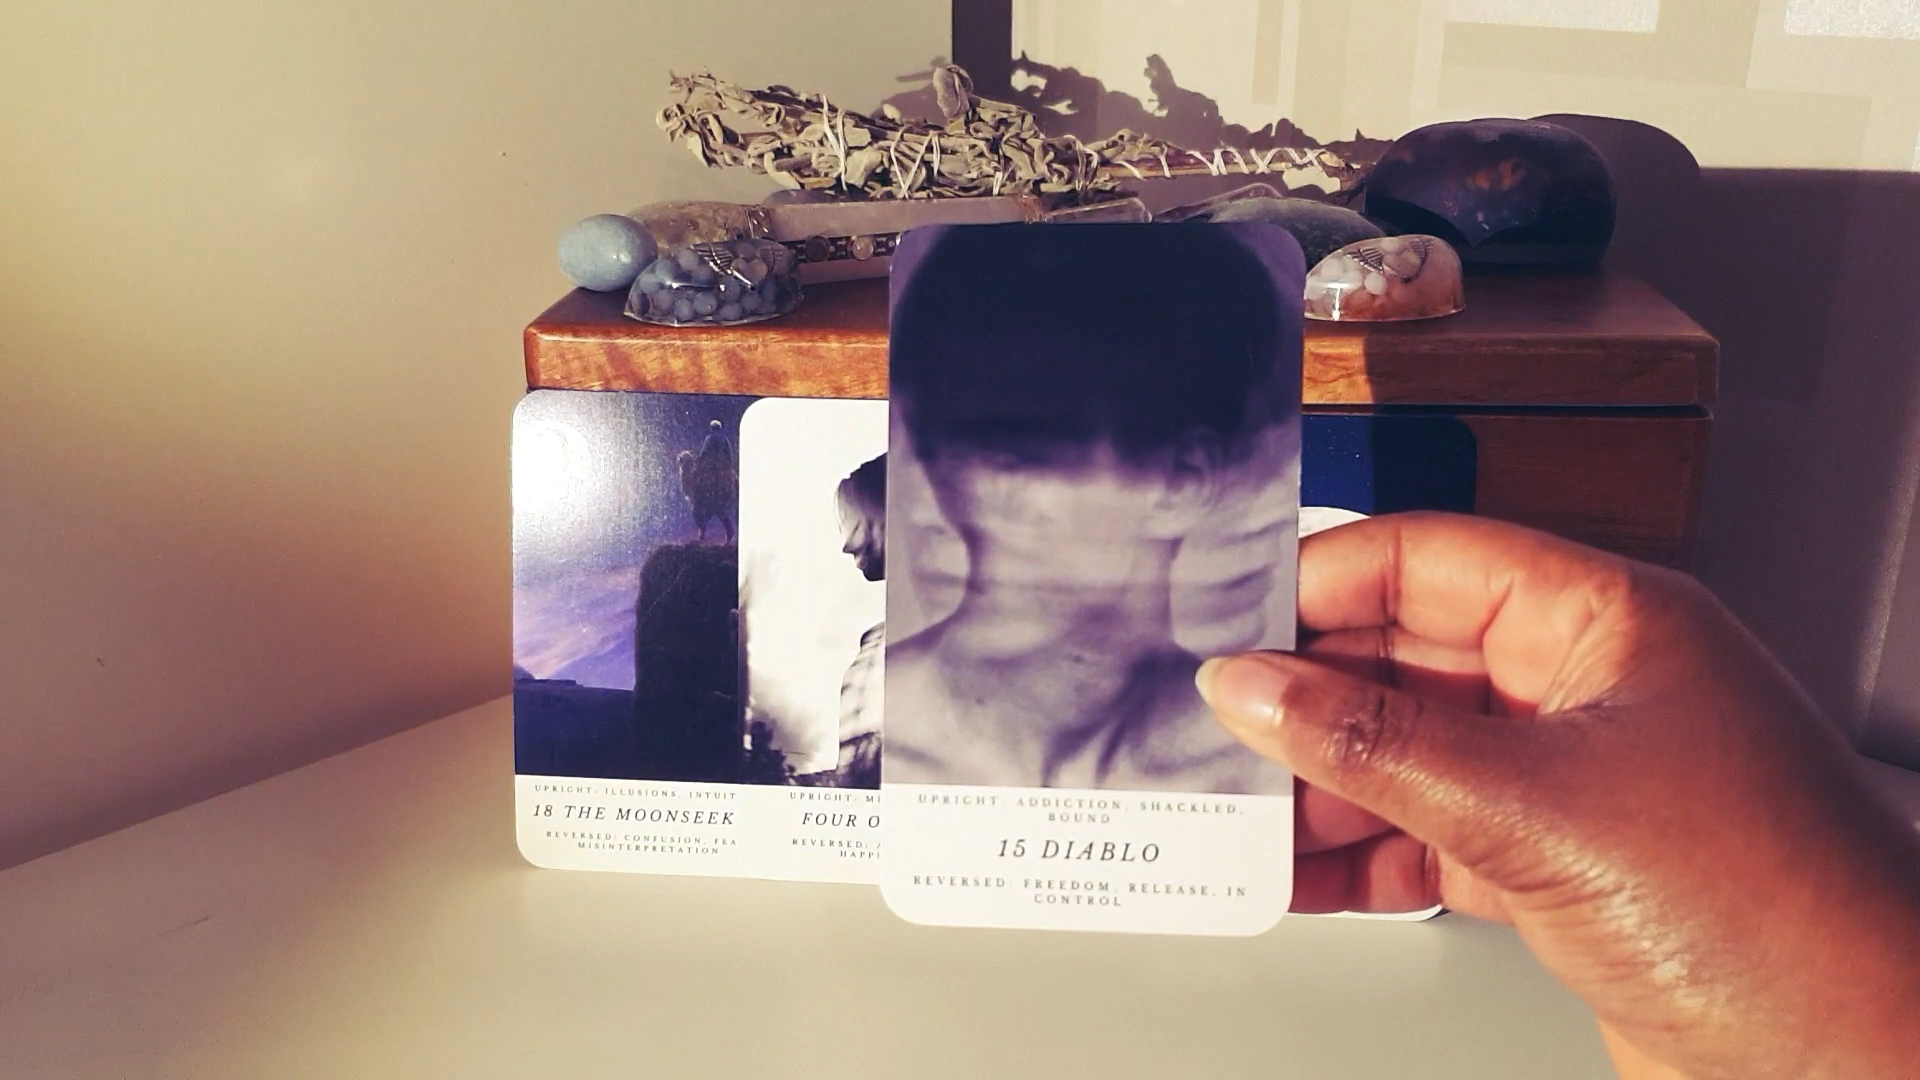 UPRIGHT: ILLUSIONS, INTUIT
18 THE MOONSEEK
REVERSED: CONFUSION, FEA
MISINTERPRETATION
UPRIGHT: MI
FOUR O
REVERSED:
HAPPI
UPRIGHT: ADDICTION, SHACKLED,
BOUND
15 DIABLO
REVERSED: FREEDOM, RELEASE, IN
CONTROL